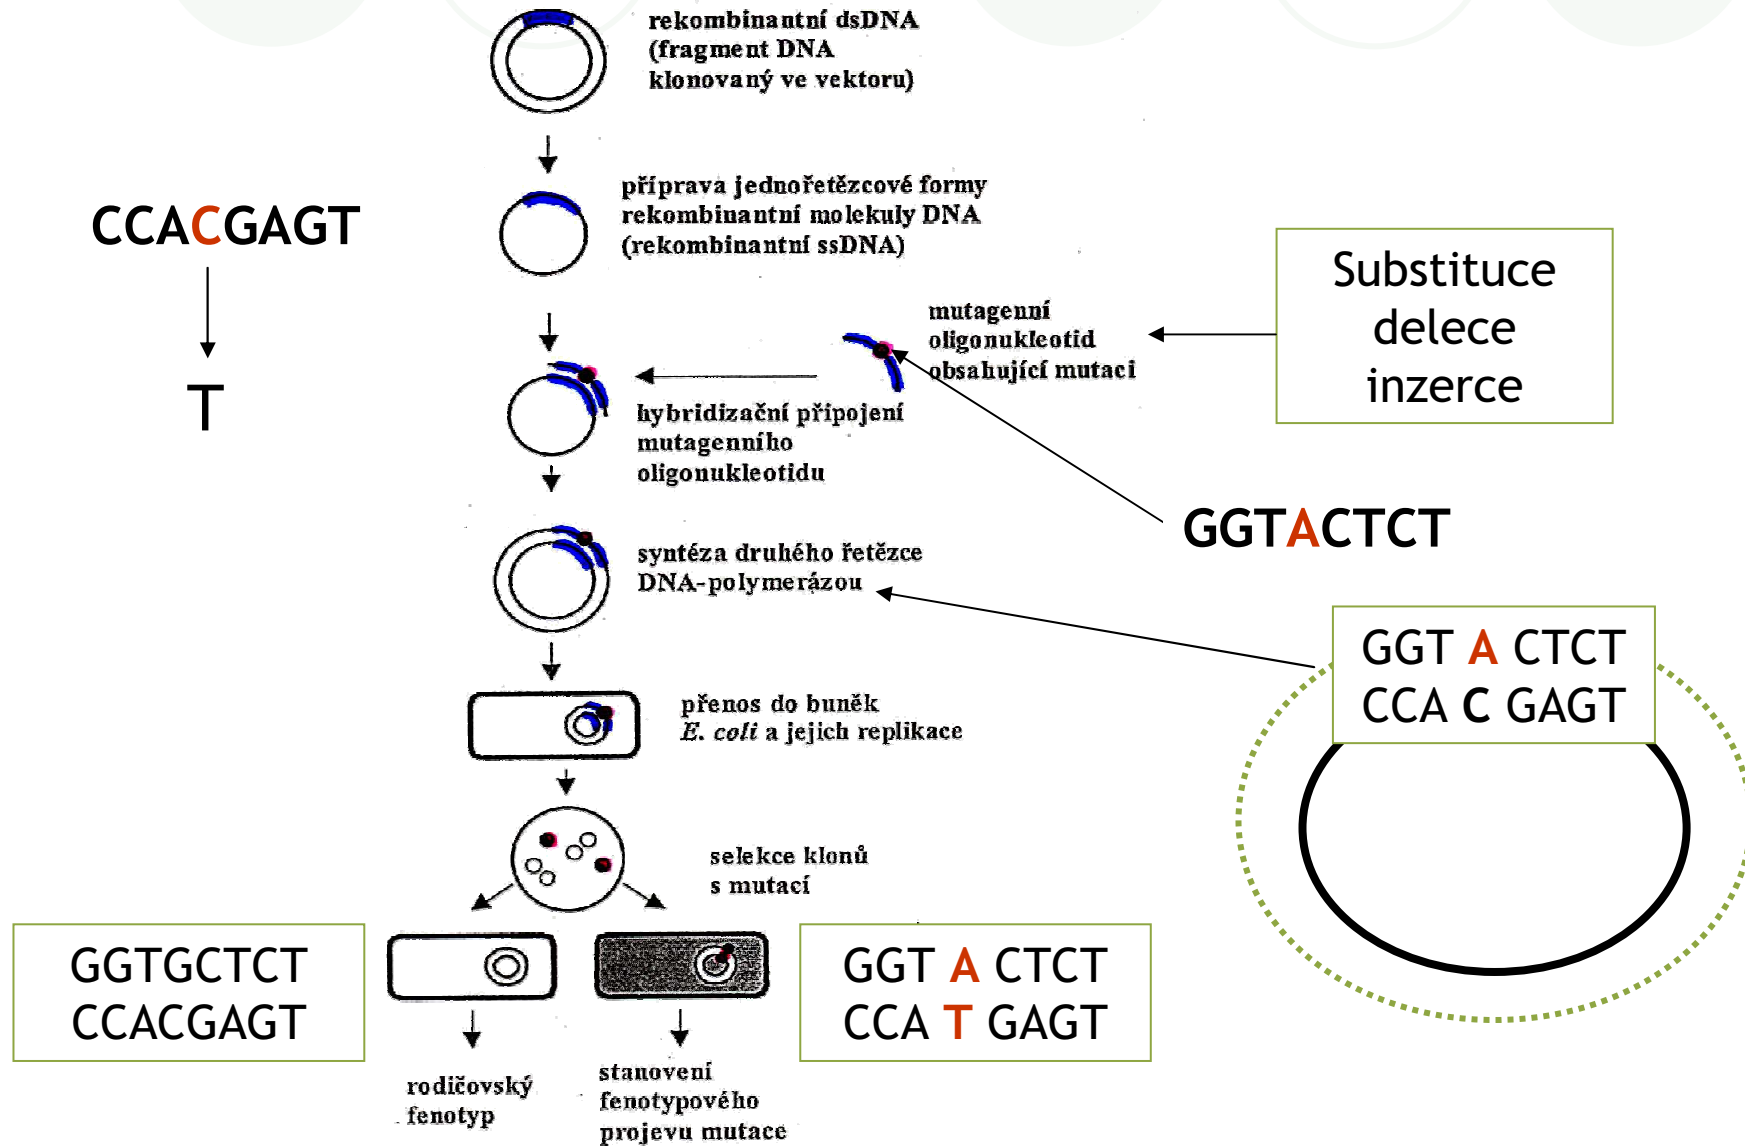 rekombinantní dsDNA
(fragment DNA
klonovaný ve vektoru)
příprava jednořetězcové formy
rekombinantní molekuly DNA
(rekombinantní ssDNA)
CCACGAGT
T
Substituce
delece
inzerce
mutagenní
oligonukleotid
obsahující mutaci
hybridizační připojení
mutagenního
oligonukleotidu
GGTACTCT
syntéza druhého řetězce
DNA-polymerázou
GGT A CTCT
CCA C GAGT
přenos do buněk
E. coli a jejich replikace
selekce klonů
s mutací
GGTGCTCT
CCACGAGT
GGT A CTCT
CCA T GAGT
rodičovský
fenotyp
stanovení
fenotypového
projevu mutace